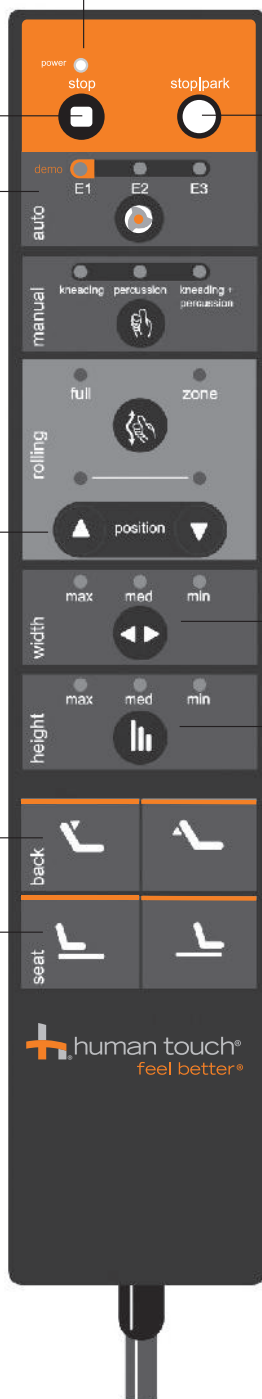 power
stop
stop|park
demo
E1 E2 E3
auto
kneading percussion kneading +
percussion
manual
full zone
rolling
position
max med min
width
max med min
height
back
seat
human touch®
feel better®